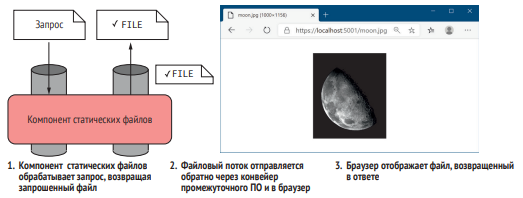 Запрос
✓ FILE
✓ FILE
Компонент статических файлов
moon.jpg (1000×1156)
https://localhost:5001/moon.jpg
1. Компонент статических файлов
обрабатывает запрос, возвращая
запрошенный файл
2. Файловый поток отправляется
обратно через конвейер
промежуточного ПО и в браузер
3. Браузер отображает файл, возвращенный
в ответе